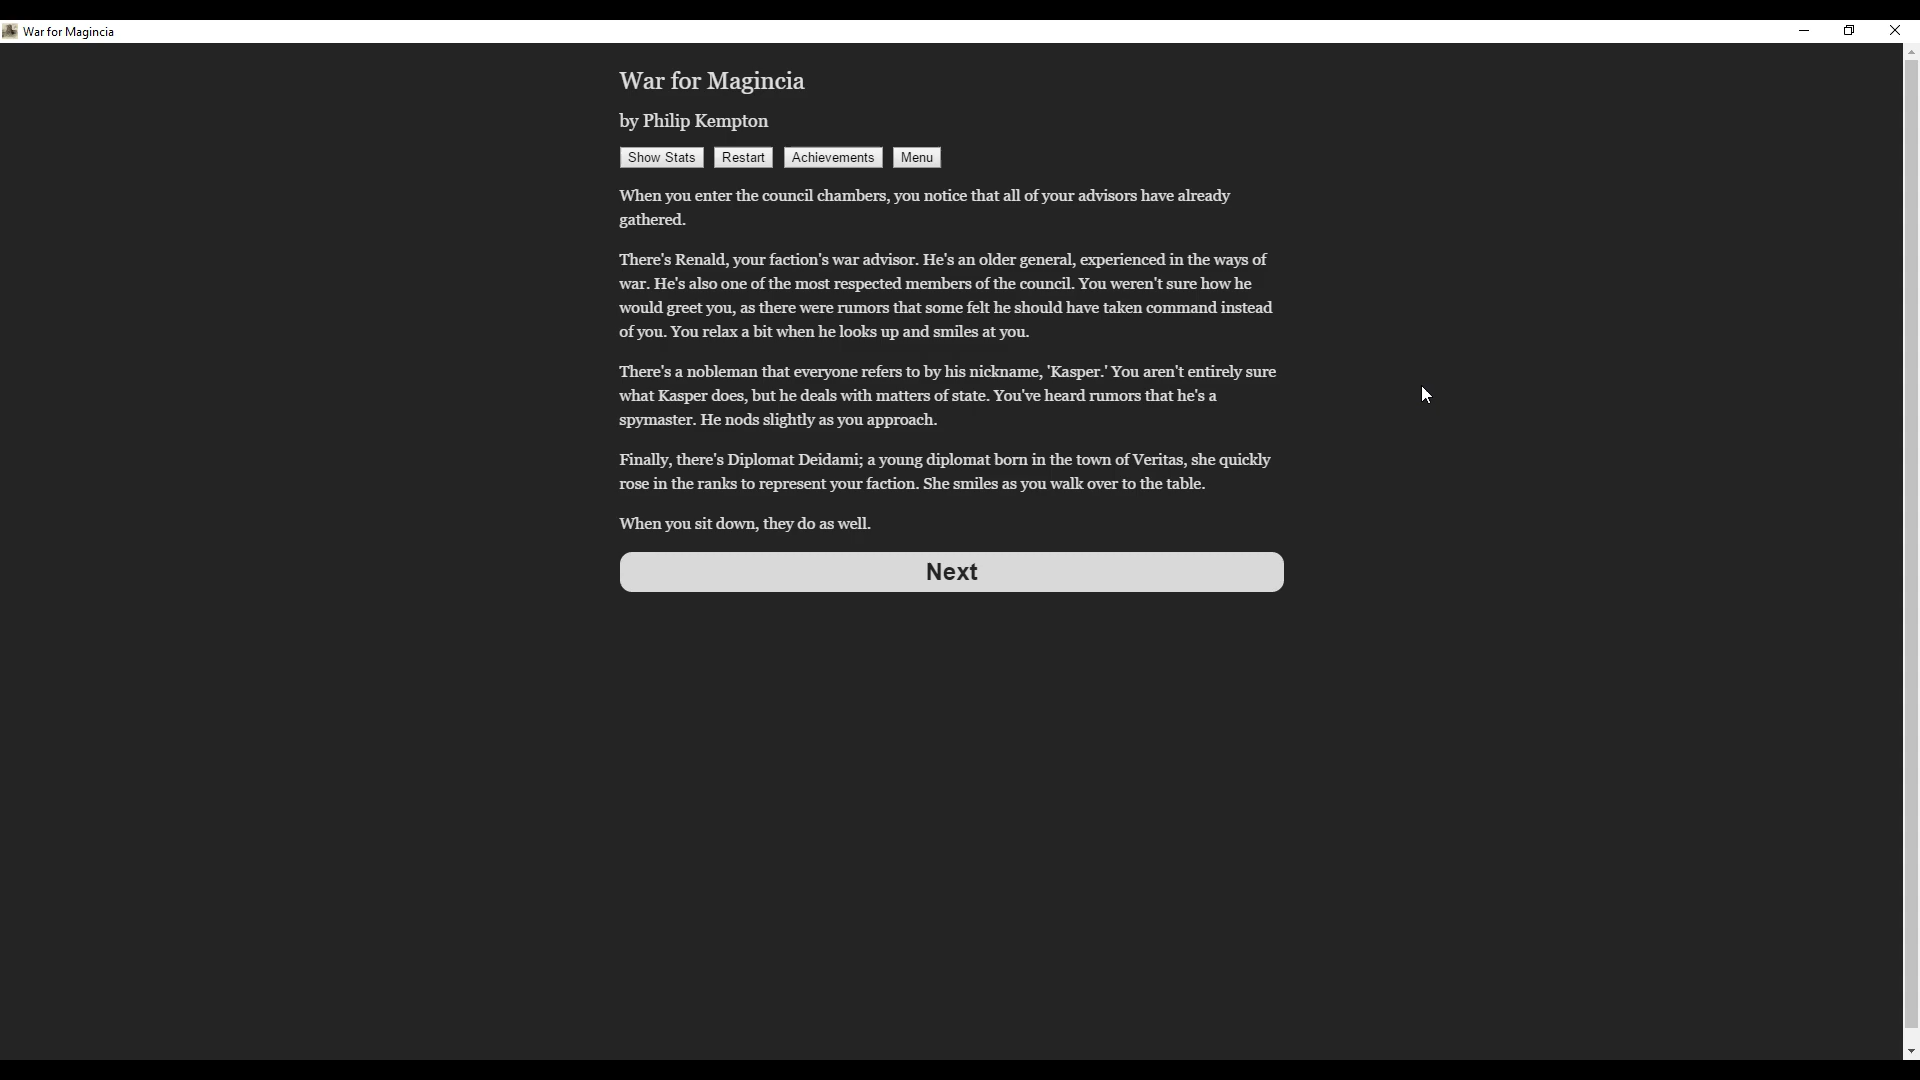 War for Magincia
War for Magincia
by Philip Kempton
Show Stats Restart Achievements Menu
When you enter the council chambers, you notice that all of your advisors have already
gathered.
There's Renald, your faction's war advisor. He's an older general, experienced in the ways of
war. He's also one of the most respected members of the council. You weren't sure how he
would greet you, as there were rumors that some felt he should have taken command instead
of you. You relax a bit when he looks up and smiles at you.
There's a nobleman that everyone refers to by his nickname, 'Kasper.' You aren't entirely sure
what Kasper does, but he deals with matters of state. You've heard rumors that he's a
spymaster. He nods slightly as you approach.
Finally, there's Diplomat Deidami; a young diplomat born in the town of Veritas, she quickly
rose in the ranks to represent your faction. She smiles as you walk over to the table.
When you sit down, they do as well.
Next